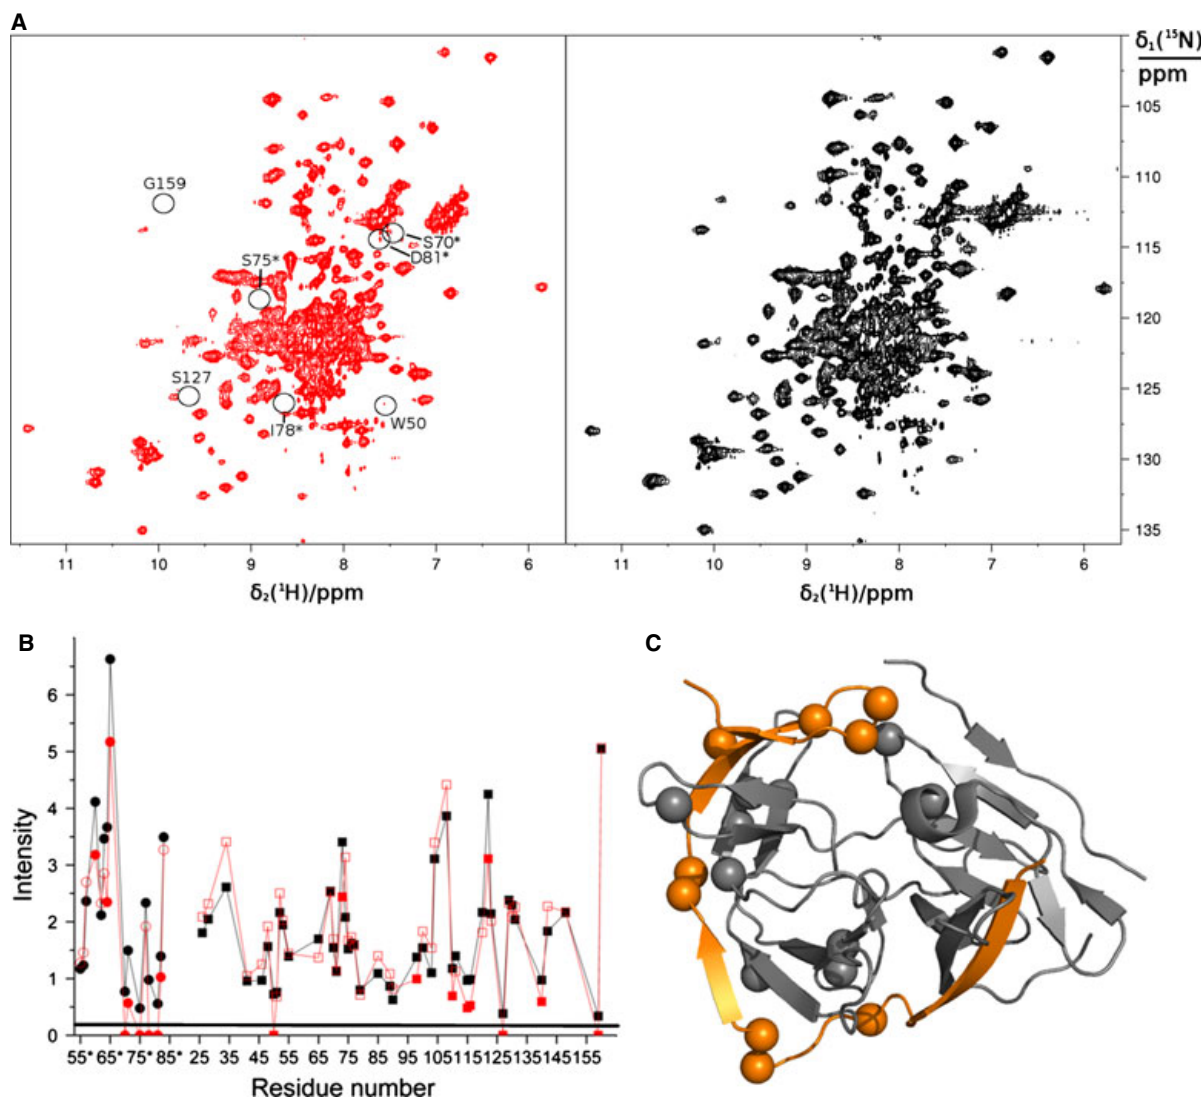 A
δ₁(¹⁵N)
ppm
G159
S70*
D81*
S75*
S127
I78*
W50
105
110
115
120
125
130
135
11 10 9 8 7 6
11 10 9 8 7 6
δ₂(¹H)/ppm
δ₂(¹H)/ppm
B
C
Intensity
6
5
4
3
2
1
0
55* 65* 75* 85* 25 35 45 55 65 75 85 95 105 115 125 135 145 155
Residue number